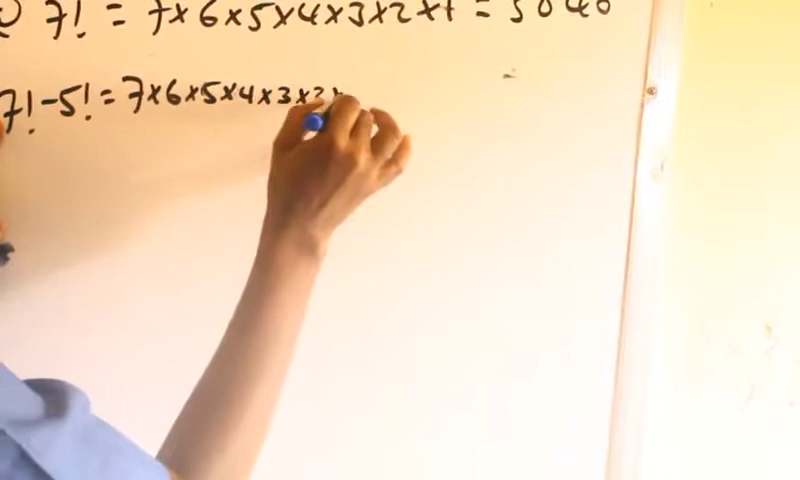 7! = 7×6×5×4×3×2×1 = 5040
7!-5! = 7×6×5×4×3×2×